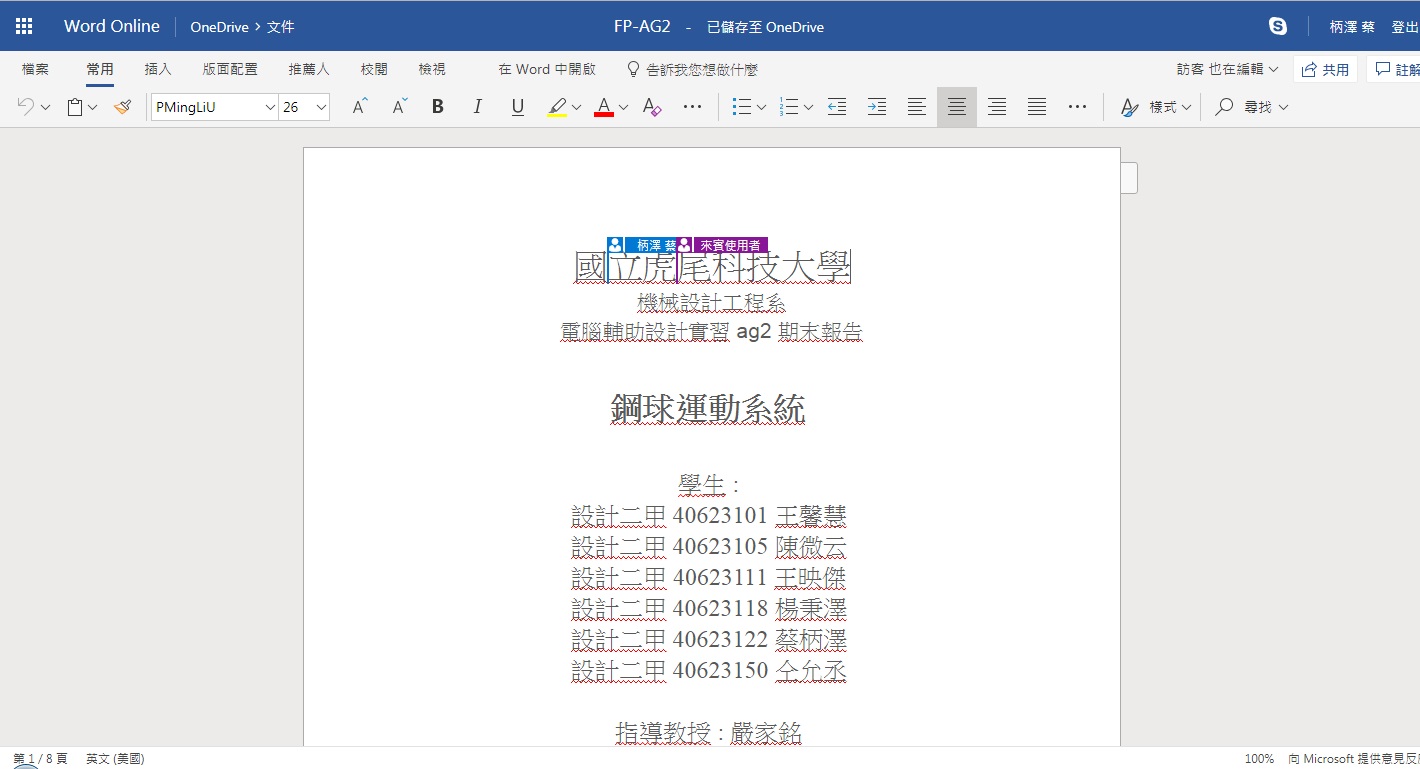 Word Online OneDrive > 文件 FP-AG2 - 已儲存至 OneDrive 柄澤 蔡 登出
檔案 常用 插入 版面配置 推薦人 校閱 檢視 在 Word 中開啟 告訴我您想做什麼 訪客 也在編輯 共用 註解
PMingLiU 26 A A B I U A A 樣式 尋找
柄澤 蔡 來賓使用者
國立虎尾科技大學
機械設計工程系
電腦輔助設計實習 ag2 期末報告
鋼球運動系統
學生 :
設計二甲 40623101 王馨慧
設計二甲 40623105 陳微云
設計二甲 40623111 王映傑
設計二甲 40623118 楊秉澤
設計二甲 40623122 蔡柄澤
設計二甲 40623150 仝允丞
指導教授 : 嚴家銘
第 1 / 8 頁 英文 (美國) 100% 向 Microsoft 提供意見反